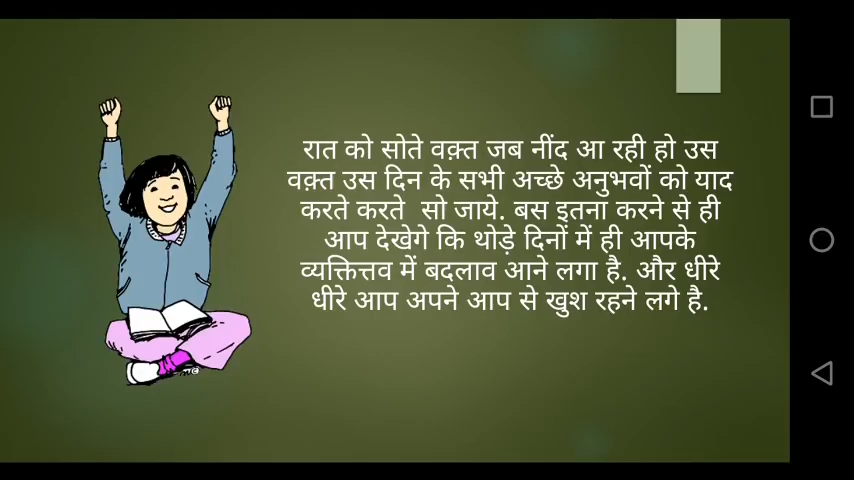 रात को सोते वक़्त जब नींद आ रही हो उस
वक़्त उस दिन के सभी अच्छे अनुभवों को याद
करते करते  सो जाये. बस इतना करने से ही
आप देखेगे कि थोड़े दिनों में ही आपके
व्यक्तित्तव में बदलाव आने लगा है. और धीरे
धीरे आप अपने आप से खुश रहने लगे है.